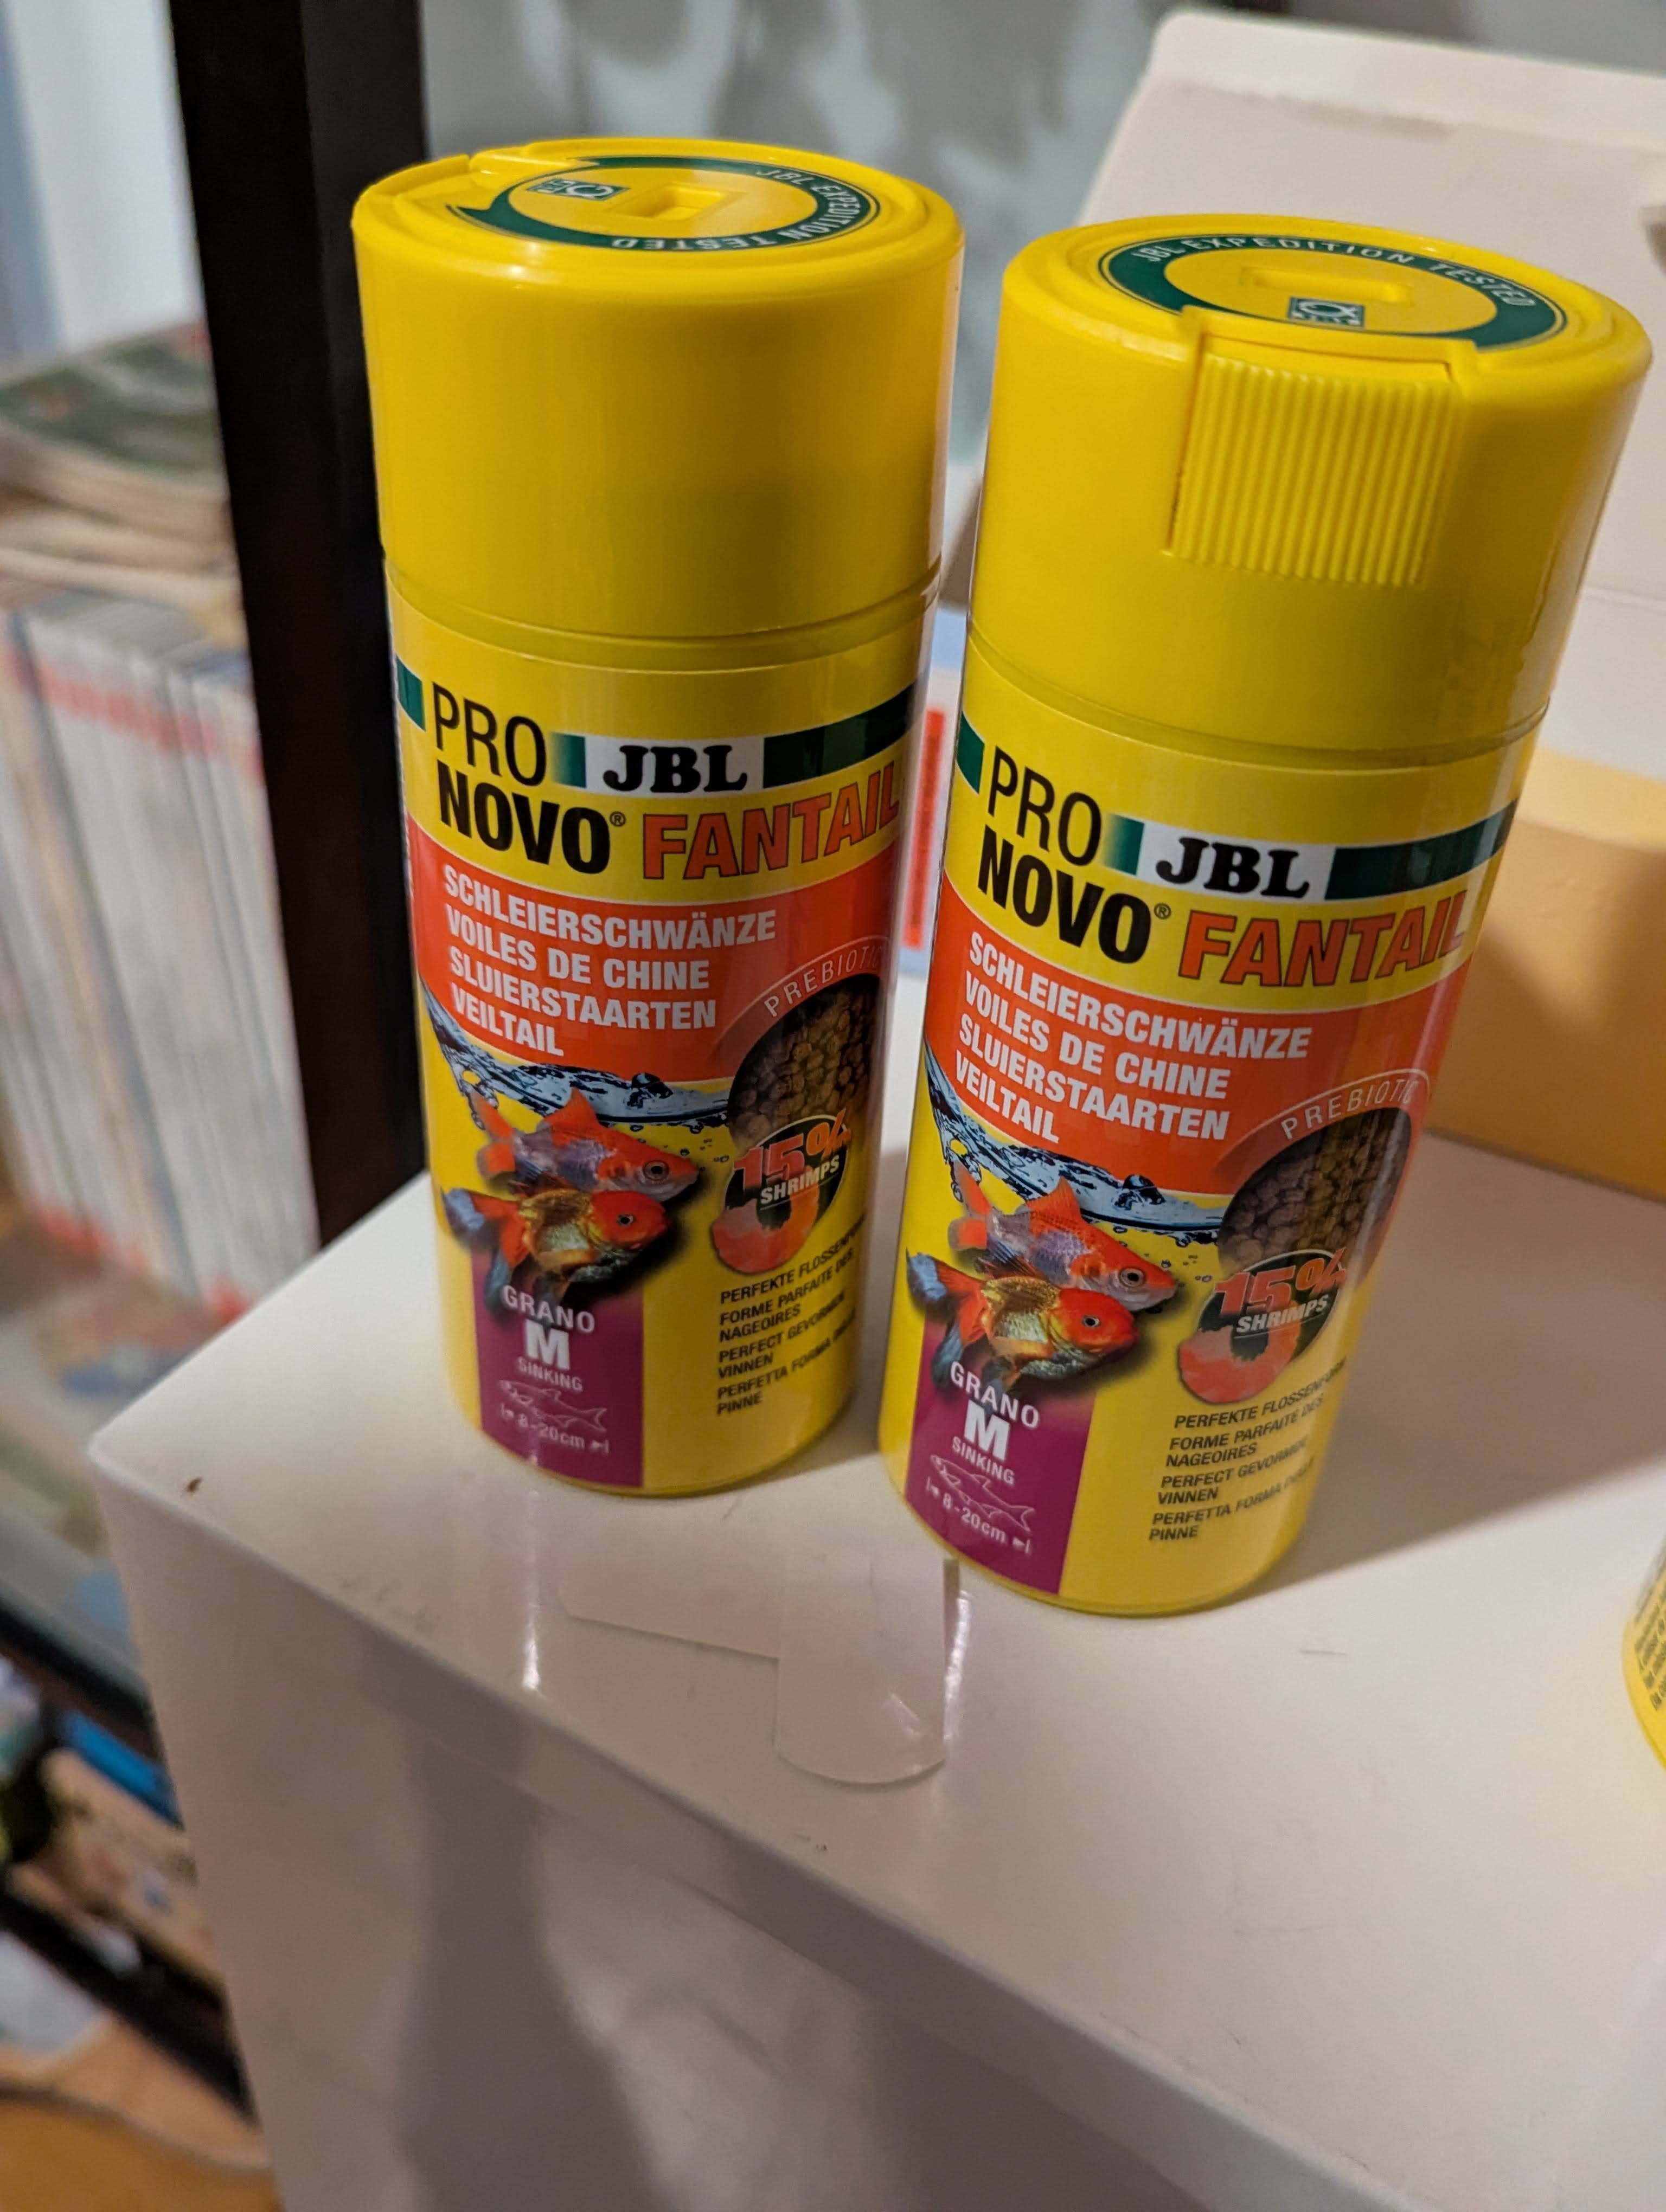 JBL EXPEDITION TESTED
PRO JBL
NOVO® FANTAIL
SCHLEIERSCHWÄNZE
VOILES DE CHINE
SLUIERSTAARTEN
VEILTAIL
PREBIOTIC
15%
SHRIMPS
GRANO
M
SINKING
8-20cm
PERFEKTE FLOSSENFORM
FORME PARFAITE DES
NAGEOIRES
PERFECT GEVORMDE
VINNEN
PERFETTA FORMA DELLE
PINNE
JBL EXPEDITION TESTED
PRO JBL
NOVO® FANTAIL
SCHLEIERSCHWÄNZE
VOILES DE CHINE
SLUIERSTAARTEN
VEILTAIL
PREBIOTIC
15%
SHRIMPS
GRANO
M
SINKING
8-20cm
PERFEKTE FLOSSENFORM
FORME PARFAITE DES
NAGEOIRES
PERFECT GEVORMDE
VINNEN
PERFETTA FORMA DELLE
PINNE